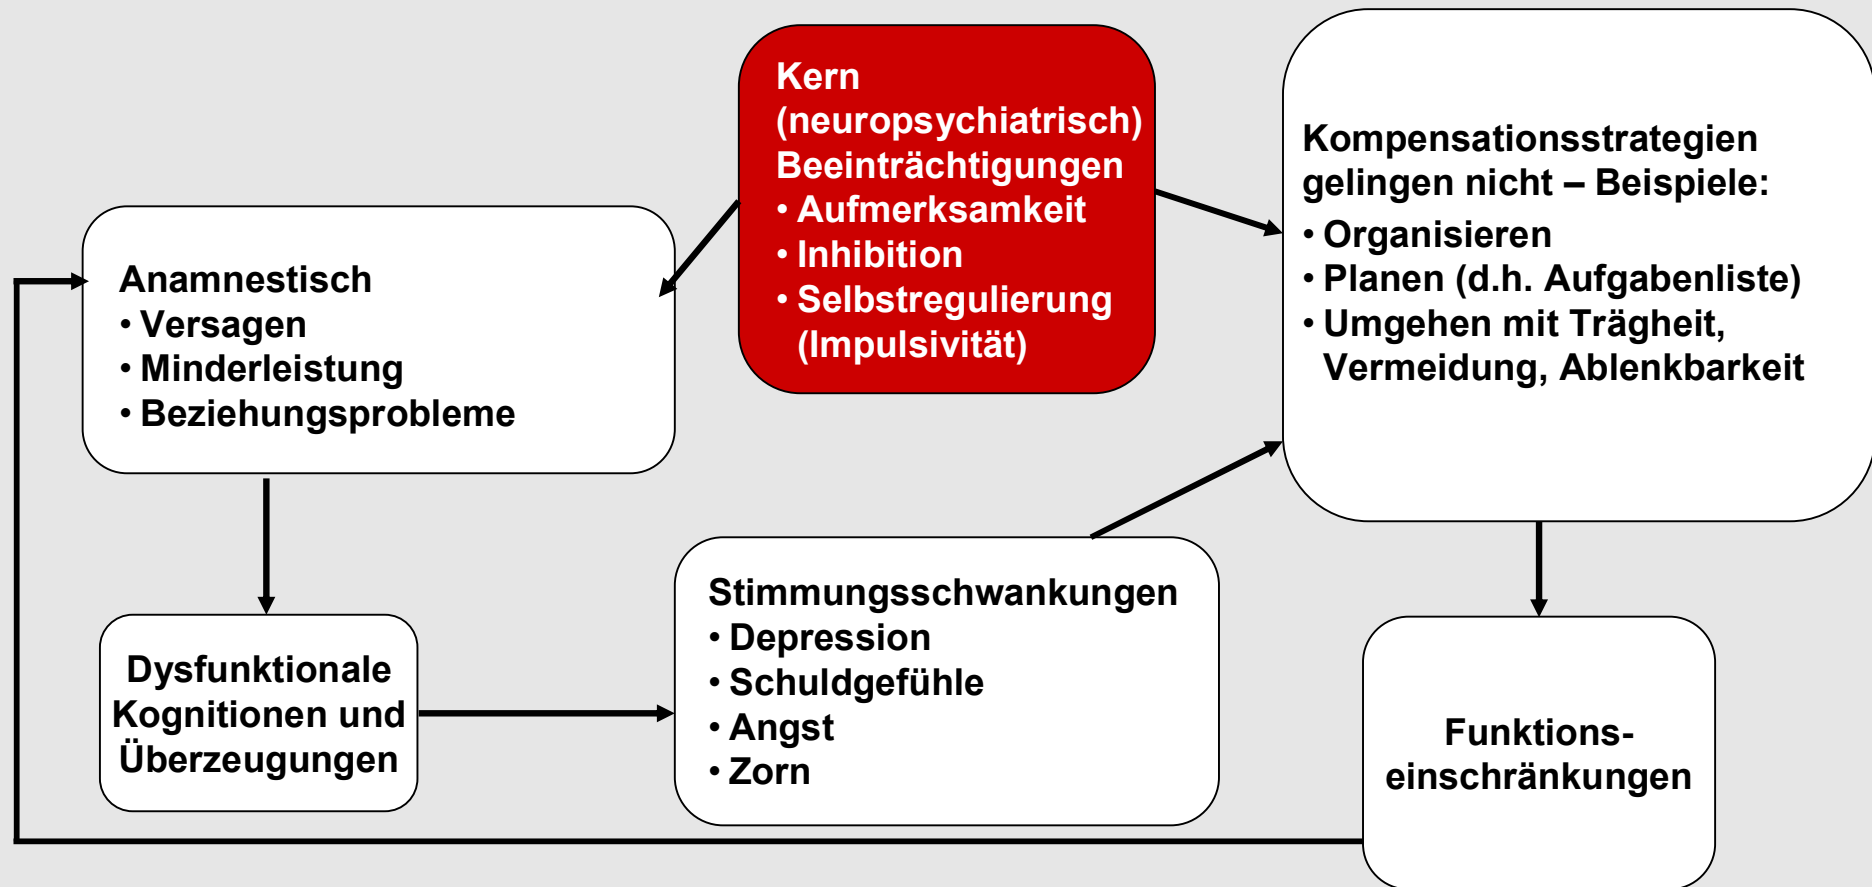 Kern
(neuropsychiatrisch)
Beeinträchtigungen
• Aufmerksamkeit
• Inhibition
• Selbstregulierung
(Impulsivität)
Kompensationsstrategien
gelingen nicht – Beispiele:
• Organisieren
• Planen (d.h. Aufgabenliste)
• Umgehen mit Trägheit,
Vermeidung, Ablenkbarkeit
Anamnestisch
• Versagen
• Minderleistung
• Beziehungsprobleme
Dysfunktionale
Kognitionen und
Überzeugungen
Stimmungsschwankungen
• Depression
• Schuldgefühle
• Angst
• Zorn
Funktions-
einschränkungen